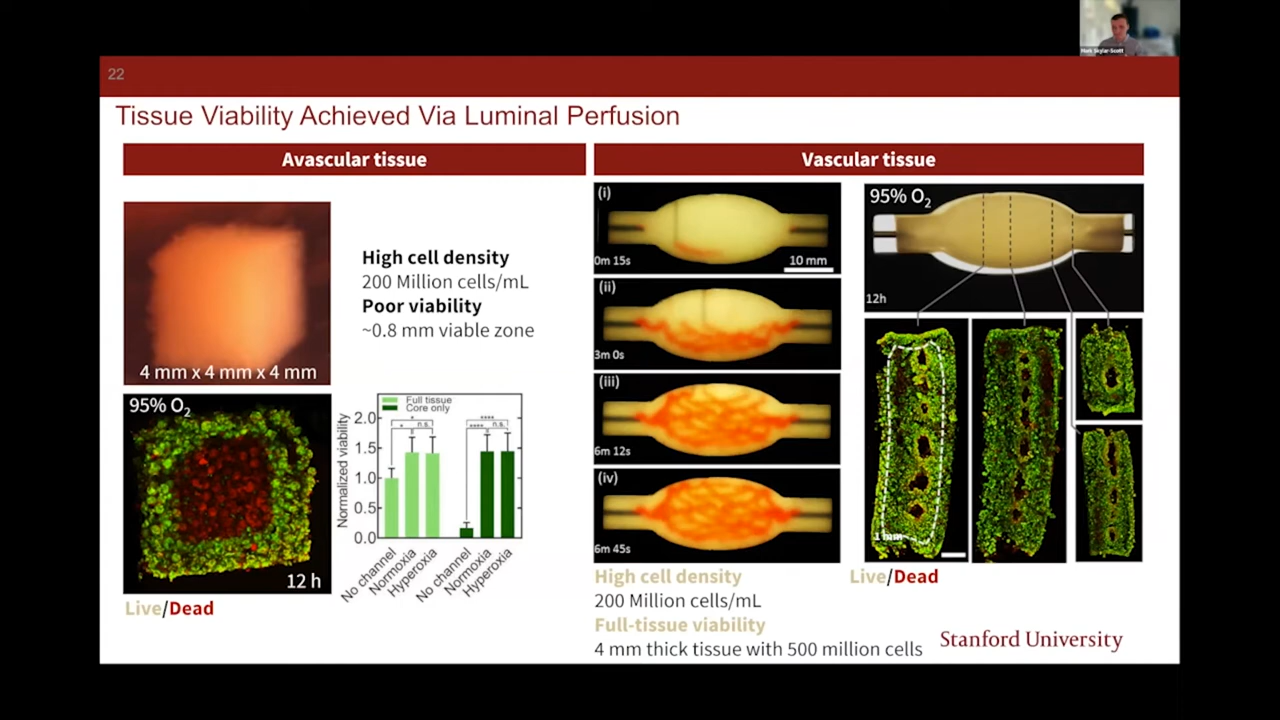 Mark Skylar-Scott
22
Tissue Viability Achieved Via Luminal Perfusion
Avascular tissue
4 mm x 4 mm x 4 mm
High cell density
200 Million cells/mL
Poor viability
~0.8 mm viable zone
95% O2
12 h
Live/Dead
Normalized viability
2.0
1.5
1.0
0.5
0.0
Full tissue
Core only
*
* n.s.
****
**** n.s.
No channel
Normoxia
Hyperoxia
No channel
Normoxia
Hyperoxia
Vascular tissue
(i)
0m 15s
10 mm
(ii)
3m 0s
(iii)
6m 12s
(iv)
6m 45s
High cell density
200 Million cells/mL
Full-tissue viability
4 mm thick tissue with 500 million cells
95% O2
12h
1 mm
Live/Dead
Stanford University